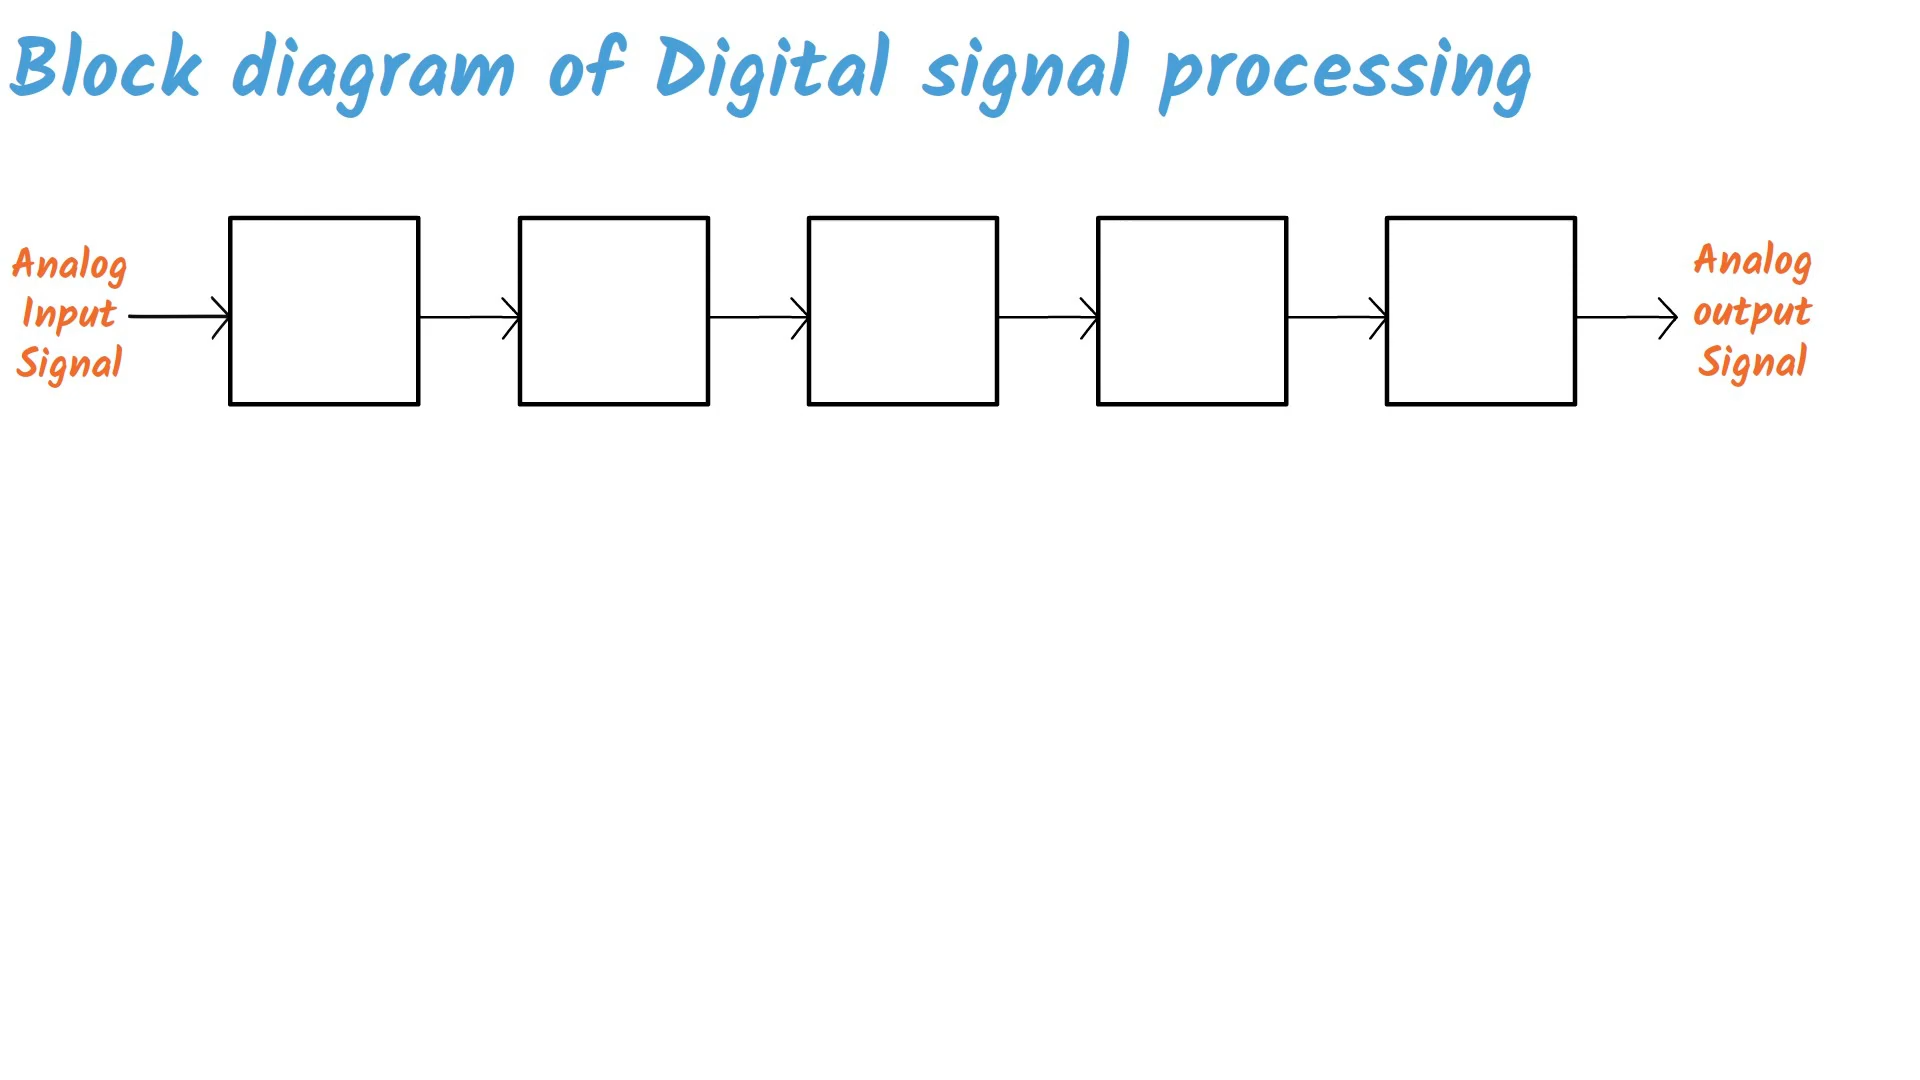 Block diagram of Digital signal processing
Analog
Input
Signal
Analog
output
Signal